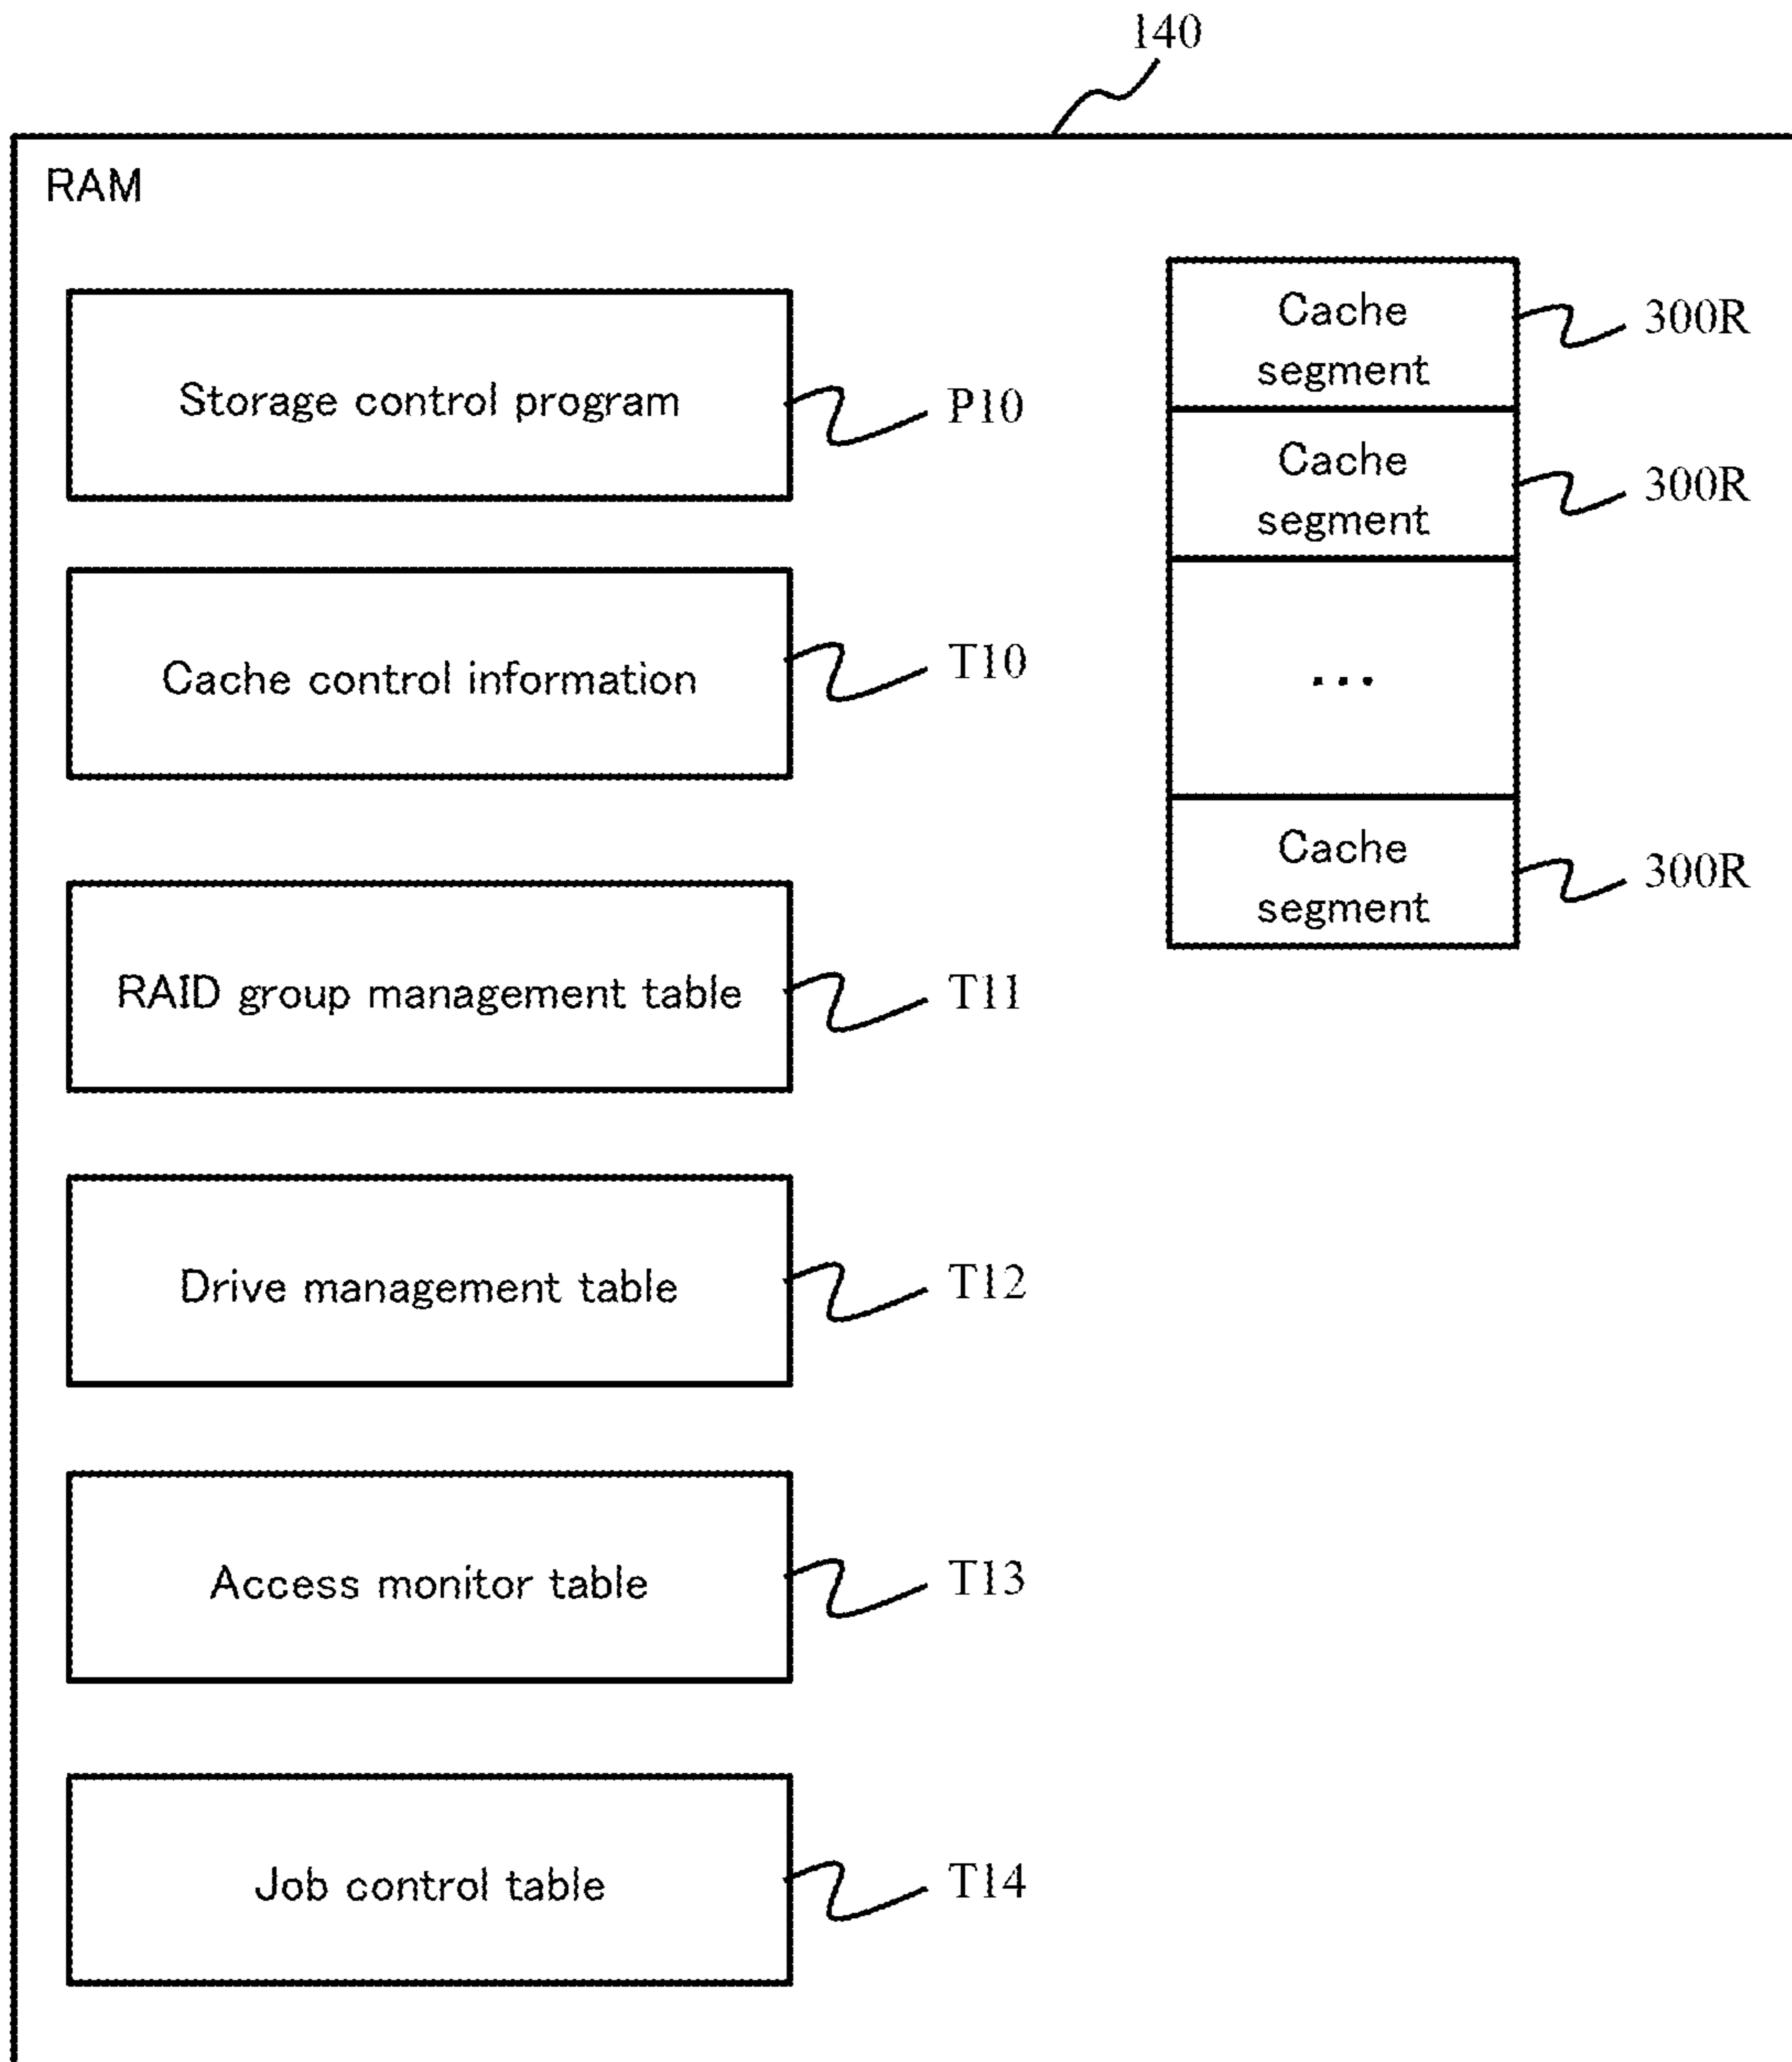 140
RAM
Storage control program
P10
Cache control information
T10
RAID group management table
T11
Drive management table
T12
Access monitor table
T13
Job control table
T14
Cache
segment
300R
Cache
segment
300R
...
Cache
segment
300R